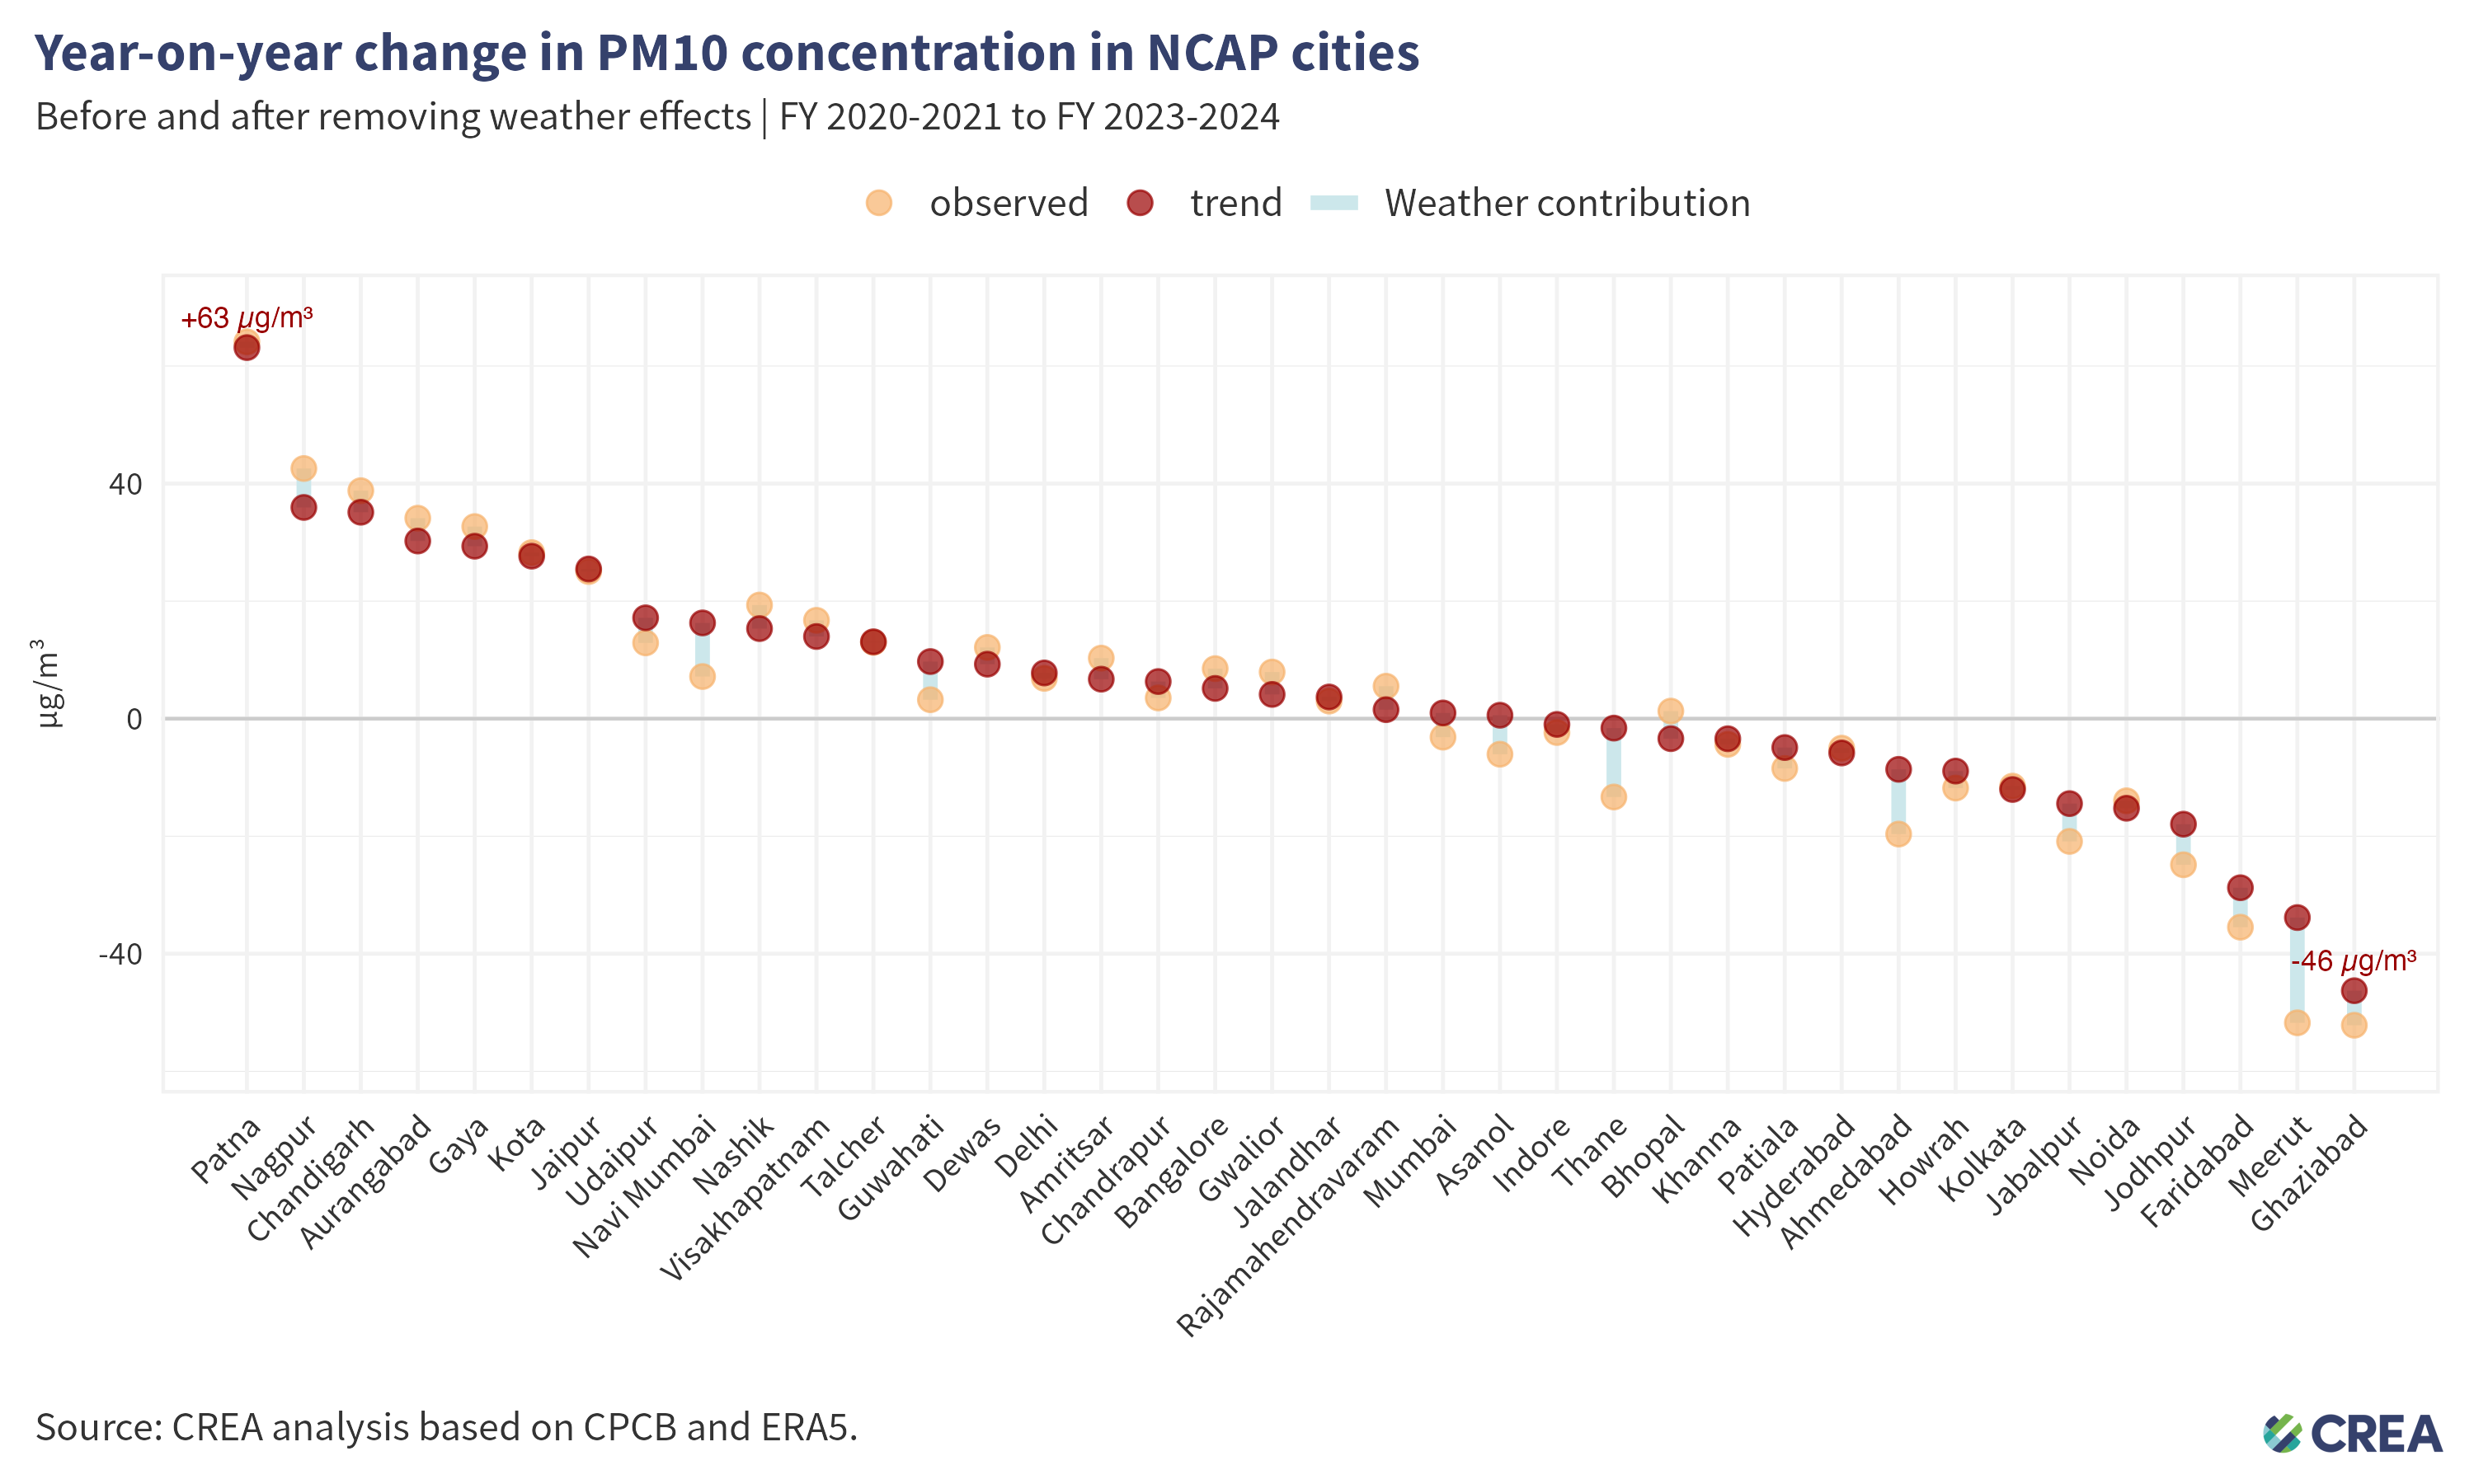 Year-on-year change in PM10 concentration in NCAP cities
Before and after removing weather effects | FY 2020-2021 to FY 2023-2024
observed trend Weather contribution
+63 µg/m³
40
0
-40
µg/m³
-46 µg/m³
Patna
Nagpur
Chandigarh
Aurangabad
Gaya
Kota
Jaipur
Udaipur
Navi Mumbai
Nashik
Visakhapatnam
Talcher
Guwahati
Dewas
Delhi
Amritsar
Chandrapur
Bangalore
Gwalior
Jalandhar
Rajamahendravaram
Mumbai
Asanol
Indore
Thane
Bhopal
Khanna
Patiala
Hyderabad
Ahmedabad
Howrah
Kolkata
Jabalpur
Noida
Jodhpur
Faridabad
Meerut
Ghaziabad
Source: CREA analysis based on CPCB and ERA5.
CREA